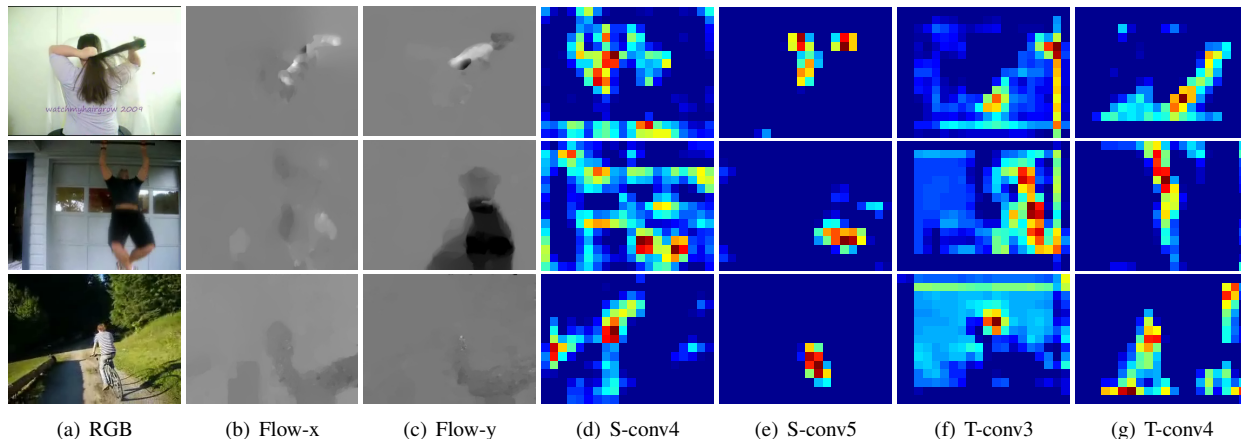 watchmyhairgrow 2009
(a) RGB (b) Flow-x (c) Flow-y (d) S-conv4 (e) S-conv5 (f) T-conv3 (g) T-conv4